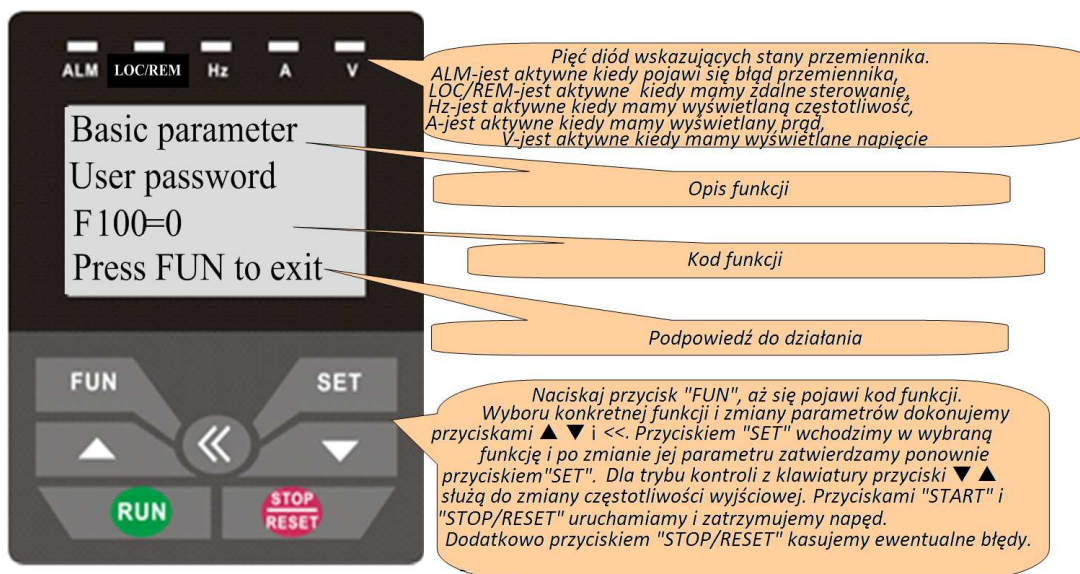 ALM LOC/REM Hz A V
Basic parameter
User password
F100=0
Press FUN to exit
FUN SET
<<
▲ ▼
RUN STOP
RESET
Pięć diód wskazujących stany przemiennika.
ALM-jest aktywne kiedy pojawi się błąd przemiennika,
LOC/REM-jest aktywne kiedy mamy zdalne sterowanie,
Hz-jest aktywne kiedy mamy wyświetlaną częstotliwość,
A-jest aktywne kiedy mamy wyświetlany prąd,
V-jest aktywne kiedy mamy wyświetlane napięcie
Opis funkcji
Kod funkcji
Podpowiedź do działania
Naciskaj przycisk "FUN", aż się pojawi kod funkcji.
Wyboru konkretnej funkcji i zmiany parametrów dokonujemy
przyciskami ▲ ▼ i <<. Przyciskiem "SET" wchodzimy w wybraną
funkcję i po zmianie jej parametru zatwierdzamy ponownie
przyciskiem"SET". Dla trybu kontroli z klawiatury przyciski ▼ ▲
służą do zmiany częstotliwości wyjściowej. Przyciskami "START" i
"STOP/RESET" uruchamiamy i zatrzymujemy napęd.
Dodatkowo przyciskiem "STOP/RESET" kasujemy ewentualne błędy.